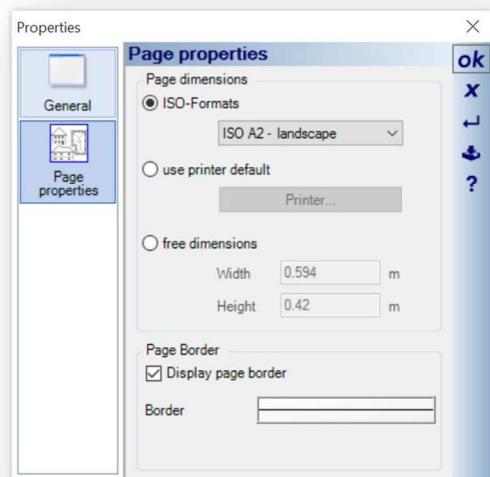 Properties
General
Page
properties
Page properties
Page dimensions
ISO-Formats
ISO A2 - landscape
use printer default
Printer...
free dimensions
Width 0.594 m
Height 0.42 m
Page Border
Display page border
Border
ok
x
?